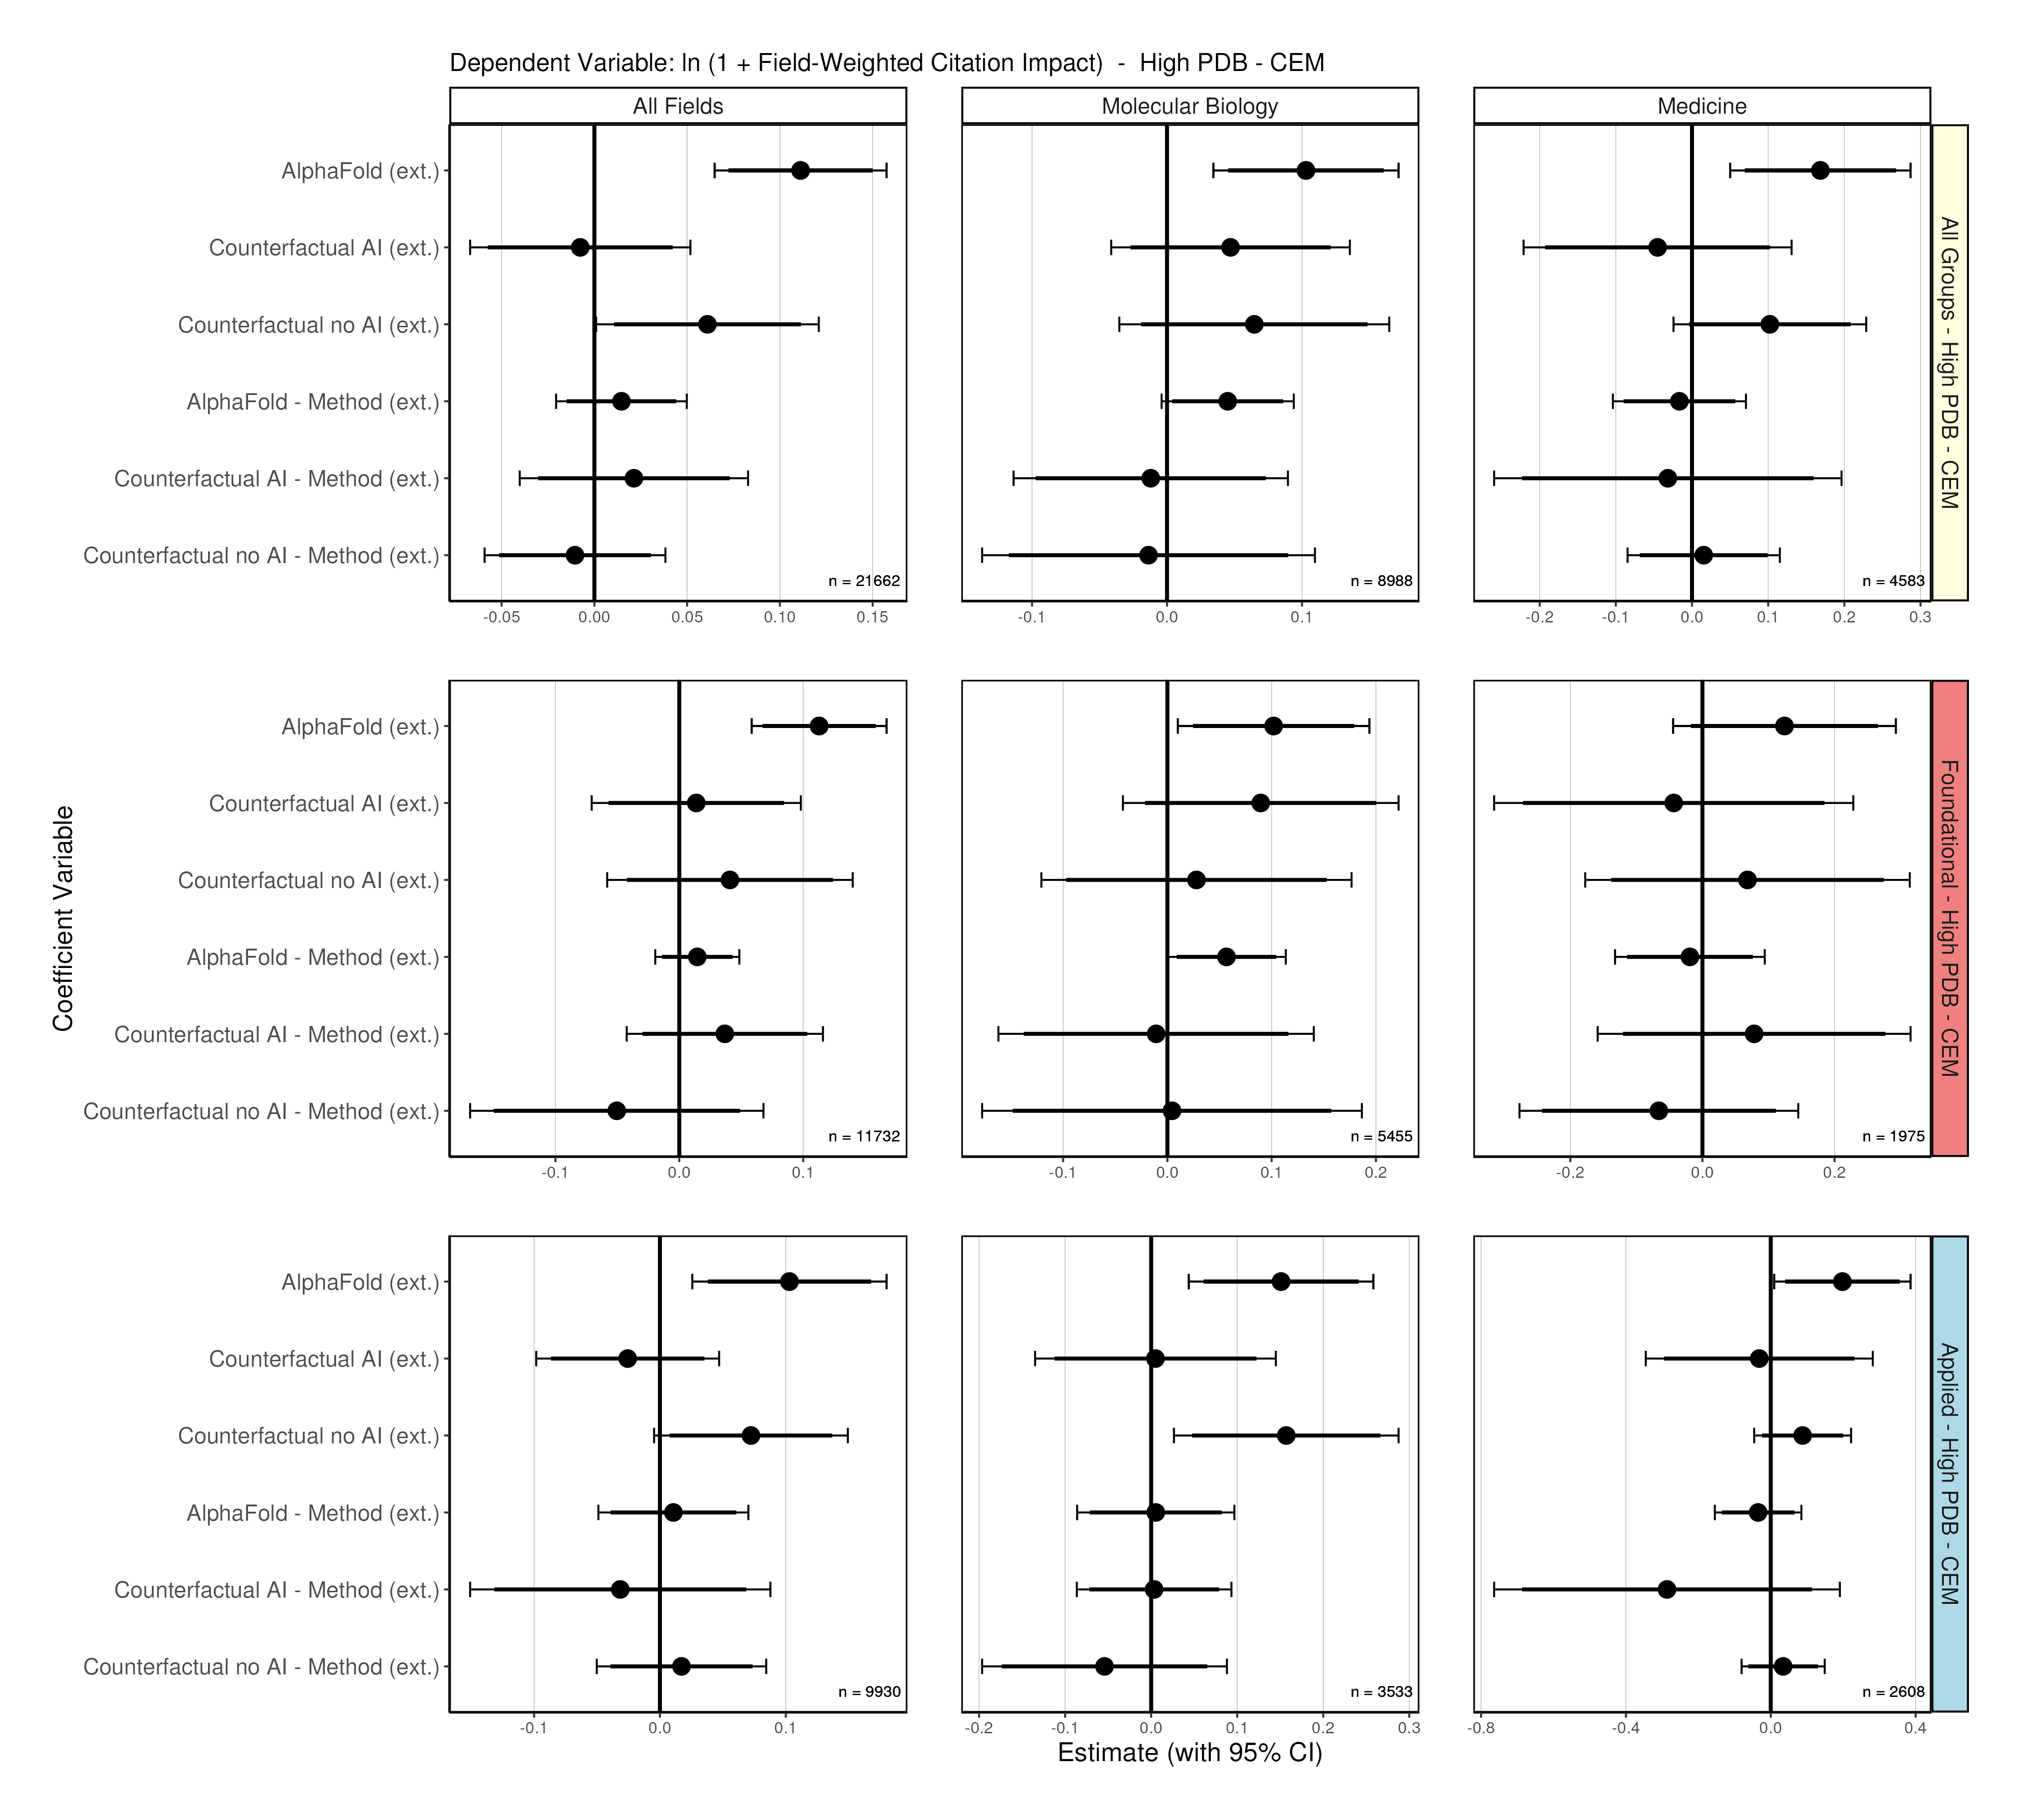 Dependent Variable: ln (1 + Field-Weighted Citation Impact)  -  High PDB - CEM
All Fields
Molecular Biology
Medicine
AlphaFold (ext.)
Counterfactual AI (ext.)
Counterfactual no AI (ext.)
AlphaFold - Method (ext.)
Counterfactual AI - Method (ext.)
Counterfactual no AI - Method (ext.)
n = 21662
n = 8988
n = 4583
-0.05 0.00 0.05 0.10 0.15
-0.1 0.0 0.1
-0.2 -0.1 0.0 0.1 0.2 0.3
All Groups - High PDB - CEM
Coefficient Variable
AlphaFold (ext.)
Counterfactual AI (ext.)
Counterfactual no AI (ext.)
AlphaFold - Method (ext.)
Counterfactual AI - Method (ext.)
Counterfactual no AI - Method (ext.)
n = 11732
n = 5455
n = 1975
-0.1 0.0 0.1
-0.1 0.0 0.1 0.2
-0.2 0.0 0.2
Foundational - High PDB - CEM
AlphaFold (ext.)
Counterfactual AI (ext.)
Counterfactual no AI (ext.)
AlphaFold - Method (ext.)
Counterfactual AI - Method (ext.)
Counterfactual no AI - Method (ext.)
n = 9930
n = 3533
n = 2608
-0.1 0.0 0.1
-0.2 -0.1 0.0 0.1 0.2 0.3
-0.8 -0.4 0.0 0.4
Applied - High PDB - CEM
Estimate (with 95% CI)